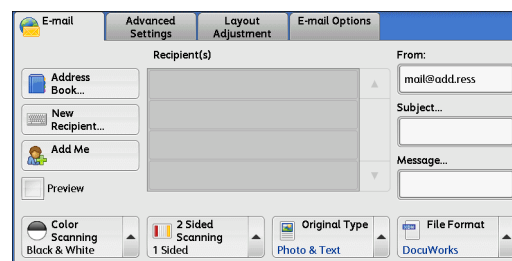 E-mail
Advanced
Settings
Layout
Adjustment
E-mail Options
Recipient(s)
From:
Address
Book...
mail@add.ress
New
Recipient...
Subject...
Add Me
Message...
Preview
Color
Scanning
Black & White
2 Sided
Scanning
1 Sided
Original Type
Photo & Text
File Format
DocuWorks